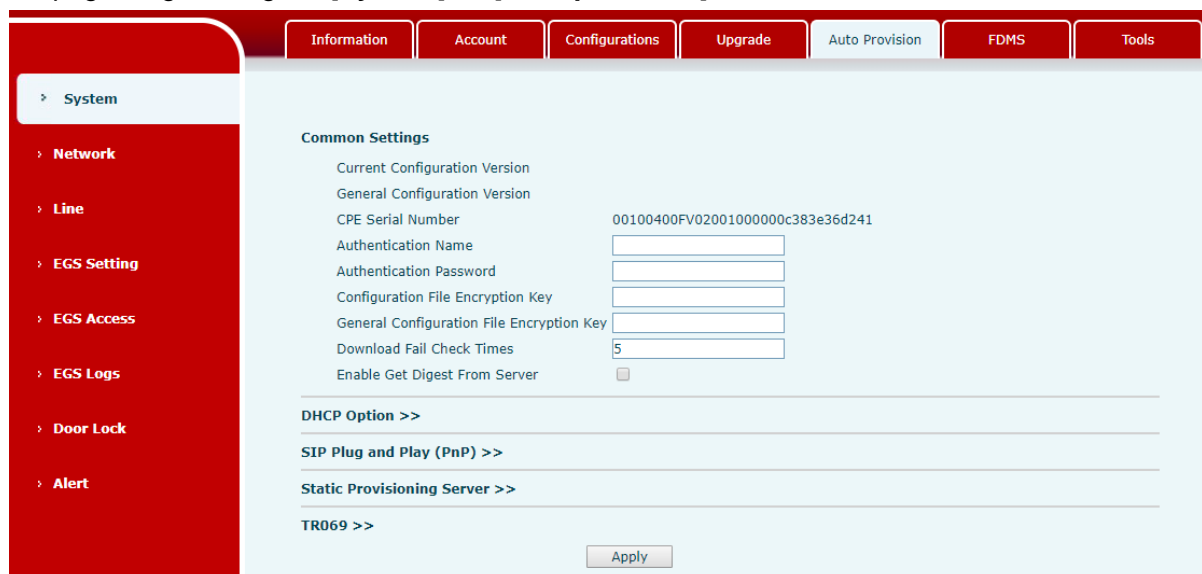 Information Account Configurations Upgrade Auto Provision FDMS Tools
System
Network
Line
EGS Setting
EGS Access
EGS Logs
Door Lock
Alert
Common Settings
Current Configuration Version
General Configuration Version
CPE Serial Number 00100400FV02001000000c383e36d241
Authentication Name
Authentication Password
Configuration File Encryption Key
General Configuration File Encryption Key
Download Fail Check Times 5
Enable Get Digest From Server
DHCP Option >>
SIP Plug and Play (PnP) >>
Static Provisioning Server >>
TR069 >>
Apply